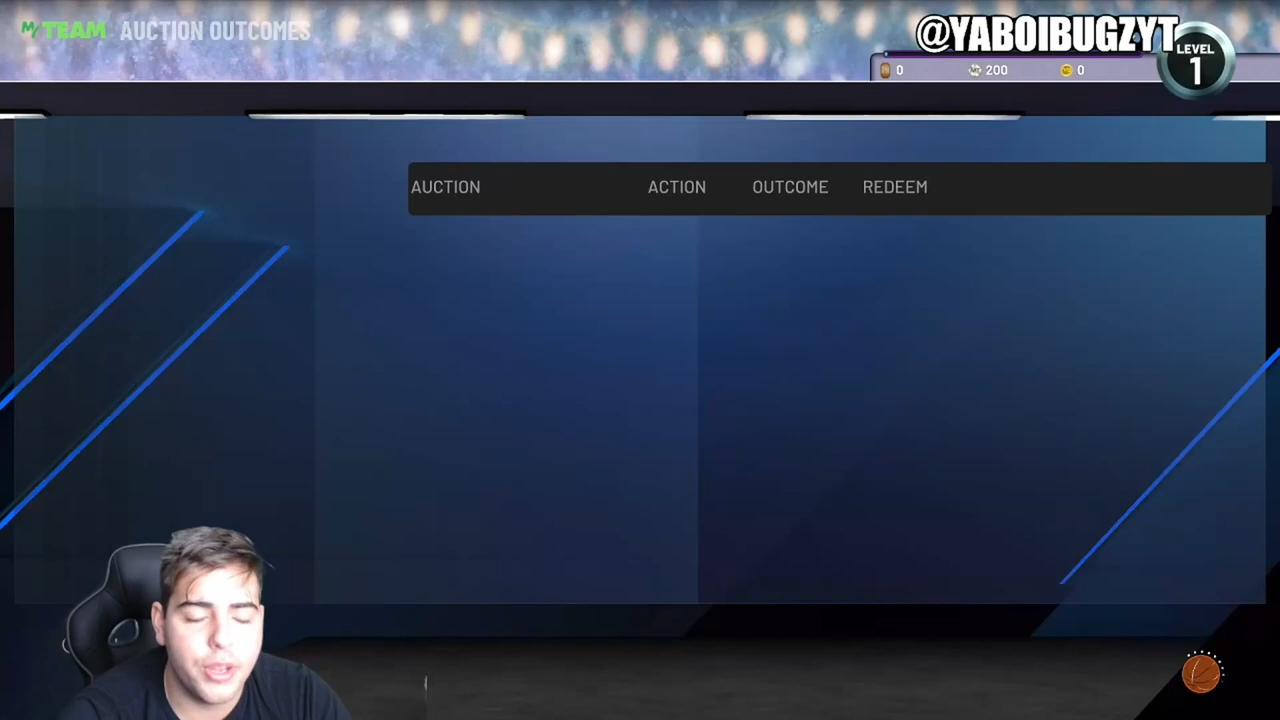 MyTEAM AUCTION OUTCOMES
@YABOIBUGZYT
0 200 0
LEVEL
1
AUCTION ACTION OUTCOME REDEEM